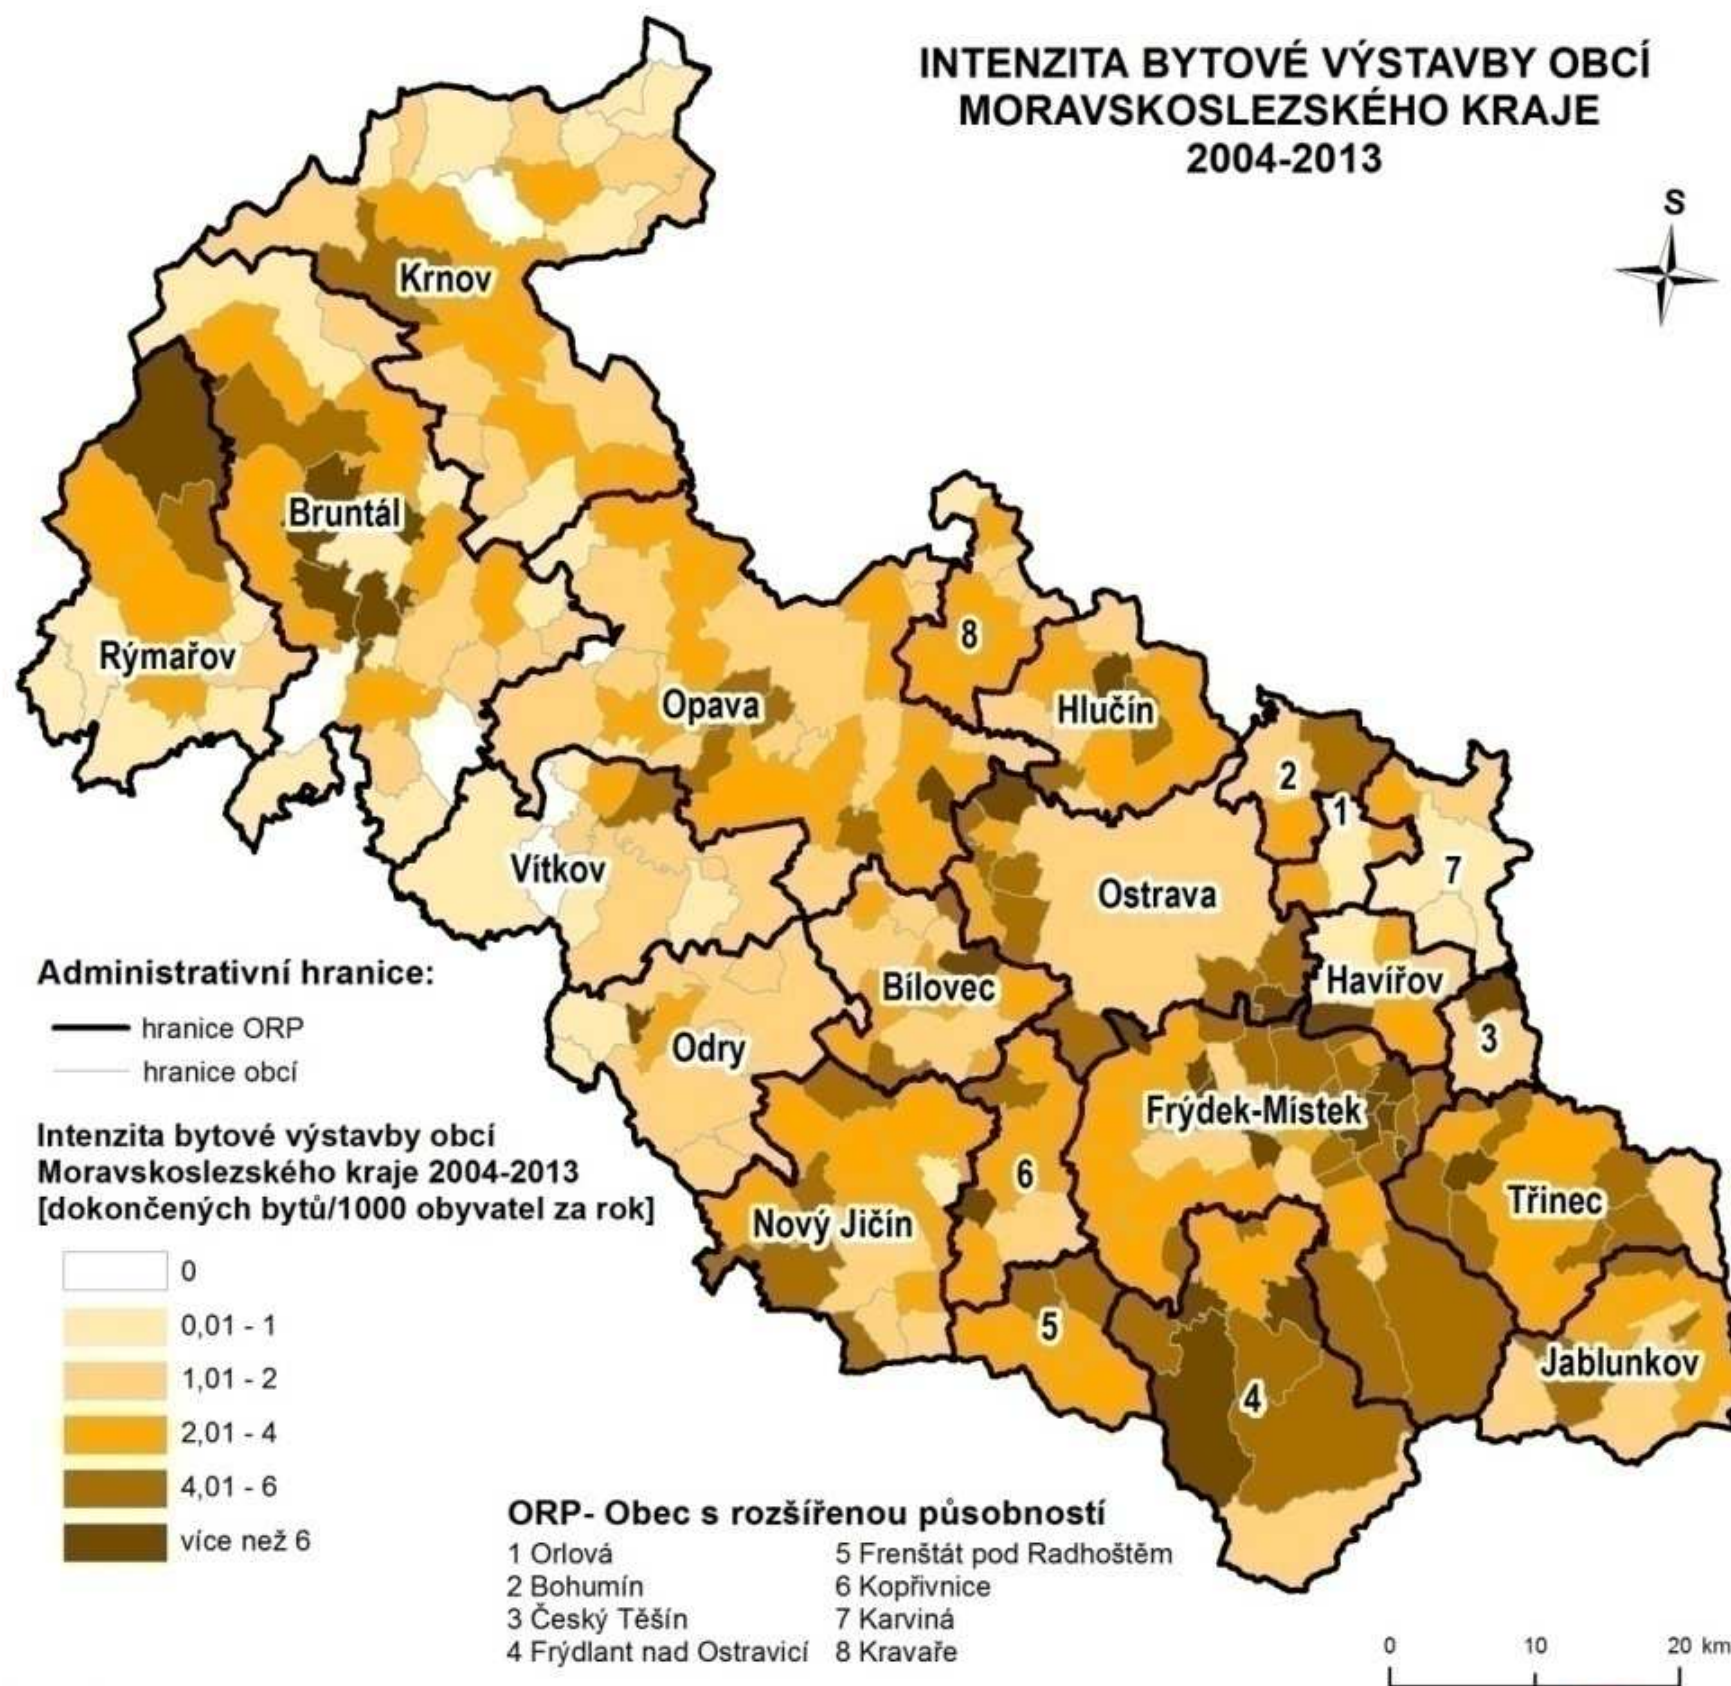 INTENZITA BYTOVÉ VÝSTAVBY OBCÍ
MORAVSKOSLEZSKÉHO KRAJE
2004-2013
S
Krnov
Bruntál
Rýmařov
8
Opava
Hlučín
2
1
7
Vítkov
Ostrava
Havířov
Bílovec
3
Odry
Frýdek-Místek
6
Třinec
Nový Jičín
5
Jablunkov
4
Administrativní hranice:
hranice ORP
hranice obcí
Intenzita bytové výstavby obcí
Moravskoslezského kraje 2004-2013
[dokončených bytů/1000 obyvatel za rok]
0
0,01 - 1
1,01 - 2
2,01 - 4
4,01 - 6
více než 6
ORP- Obec s rozšířenou působností
1 Orlová
2 Bohumín
3 Český Těšín
4 Frýdlant nad Ostravicí
5 Frenštát pod Radhoštěm
6 Kopřivnice
7 Karviná
8 Kravaře
0 10 20 km